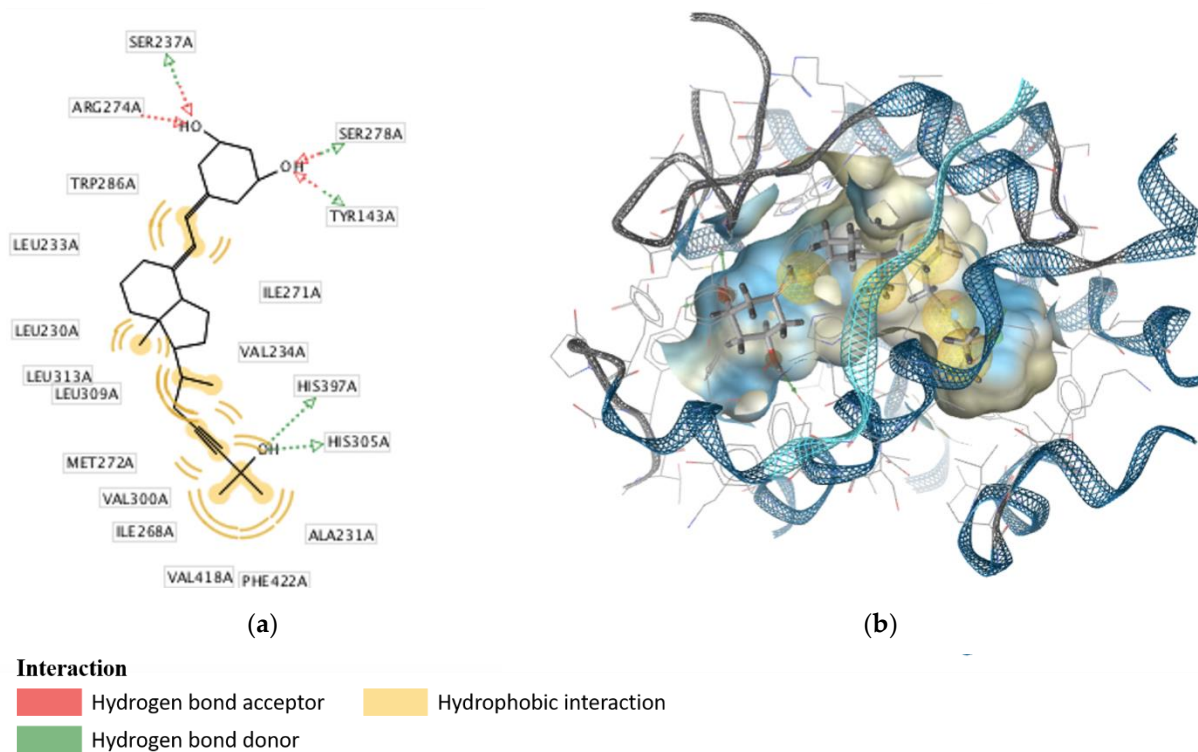 SER237A
ARG274A
HO
SER278A
OH
TRP286A
TYR143A
LEU233A
ILE271A
LEU230A
VAL234A
LEU313A
HIS397A
LEU309A
OH
HIS305A
MET272A
VAL300A
ILE268A
ALA231A
VAL418A PHE422A
(a) (b)
Interaction
Hydrogen bond acceptor Hydrophobic interaction
Hydrogen bond donor